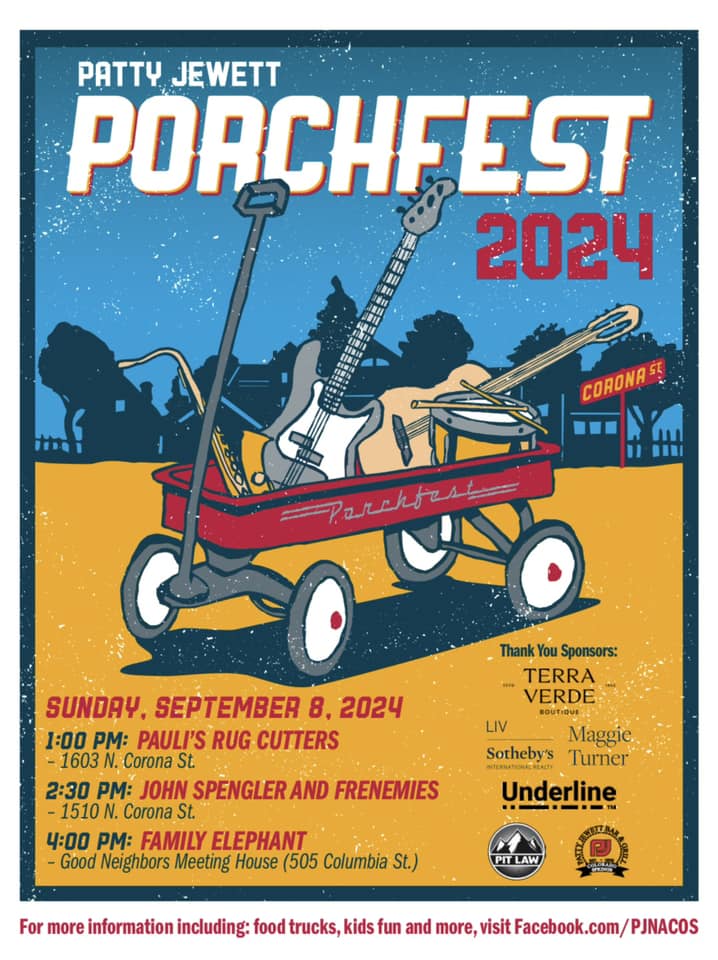 PATTY JEWETT
PORCHFEST
2024
CORONA ST.
Porchfest
SUNDAY, SEPTEMBER 8, 2024
1:00 PM: PAULI'S RUG CUTTERS
– 1603 N. Corona St.
2:30 PM: JOHN SPENGLER AND FRENEMIES
– 1510 N. Corona St.
4:00 PM: FAMILY ELEPHANT
– Good Neighbors Meeting House (505 Columbia St.)
Thank You Sponsors:
TERRA
VERDE
BOUTIQUE
LIV
Sotheby's
INTERNATIONAL REALTY
Maggie
Turner
Underline
TM
PIT LAW
PATTY JEWETT BAR & GRILL
COLORADO
SPRINGS
For more information including: food trucks, kids fun and more, visit Facebook.com/PJNACOS